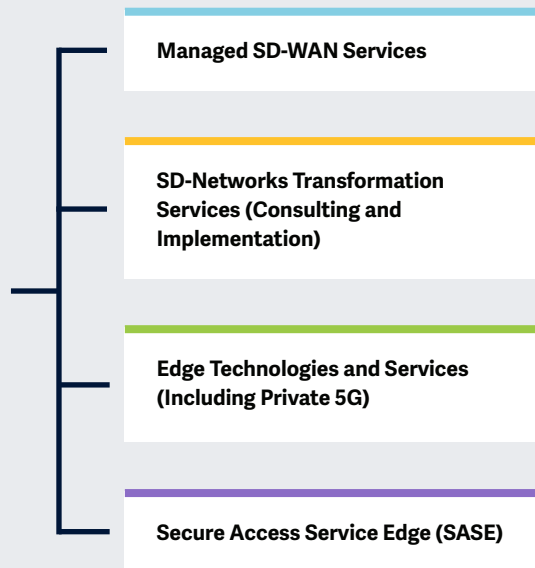 Managed SD-WAN Services
SD-Networks Transformation
Services (Consulting and
Implementation)
Edge Technologies and Services
(Including Private 5G)
Secure Access Service Edge (SASE)